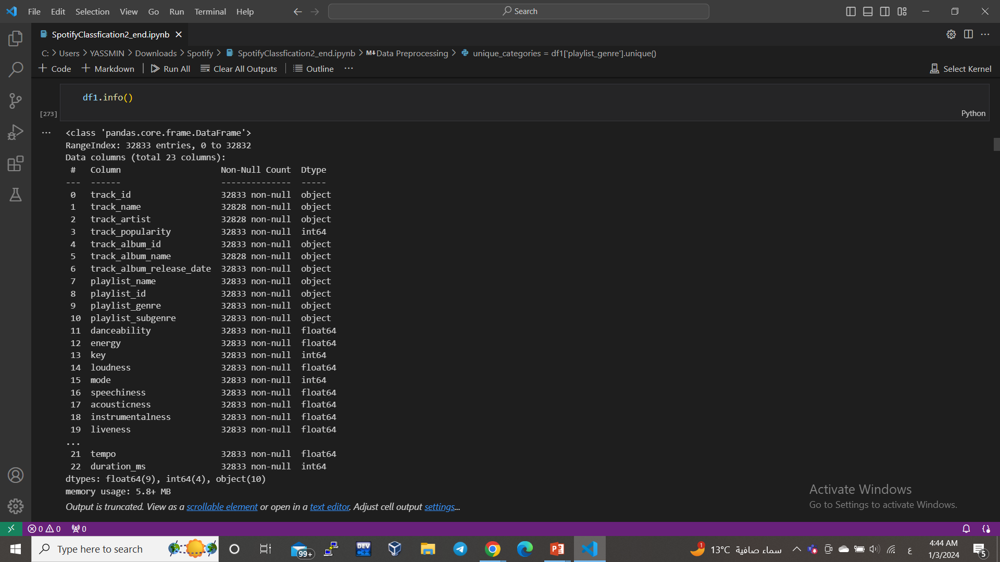 File Edit Selection View Go Run Terminal Help
Search
SpotifyClassfication2_end.ipynb
C: > Users > YASSMIN > Downloads > Spotify > SpotifyClassfication2_end.ipynb > M↓Data Preprocessing > unique_categories = df1['playlist_genre'].unique()
+ Code + Markdown | Run All Clear All Outputs | Outline ...
Select Kernel
df1.info()
[273]
Python
<class 'pandas.core.frame.DataFrame'>
RangeIndex: 32833 entries, 0 to 32832
Data columns (total 23 columns):
 #   Column                    Non-Null Count  Dtype
---  ------                    --------------  -----
 0   track_id                  32833 non-null  object
 1   track_name                32828 non-null  object
 2   track_artist              32828 non-null  object
 3   track_popularity          32833 non-null  int64
 4   track_album_id            32833 non-null  object
 5   track_album_name          32828 non-null  object
 6   track_album_release_date  32833 non-null  object
 7   playlist_name             32833 non-null  object
 8   playlist_id               32833 non-null  object
 9   playlist_genre            32833 non-null  object
 10  playlist_subgenre         32833 non-null  object
 11  danceability              32833 non-null  float64
 12  energy                    32833 non-null  float64
 13  key                       32833 non-null  int64
 14  loudness                  32833 non-null  float64
 15  mode                      32833 non-null  int64
 16  speechiness               32833 non-null  float64
 17  acousticness              32833 non-null  float64
 18  instrumentalness          32833 non-null  float64
 19  liveness                  32833 non-null  float64
...
 21  tempo                     32833 non-null  float64
 22  duration_ms               32833 non-null  int64
dtypes: float64(9), int64(4), object(10)
memory usage: 5.8+ MB
Output is truncated. View as a scrollable element or open in a text editor. Adjust cell output settings...
Activate Windows
Go to Settings to activate Windows.
0 0 0
Type here to search
99+
DEV
C++
1
13°C سماء صافية
ع
4:44 AM
1/3/2024
5